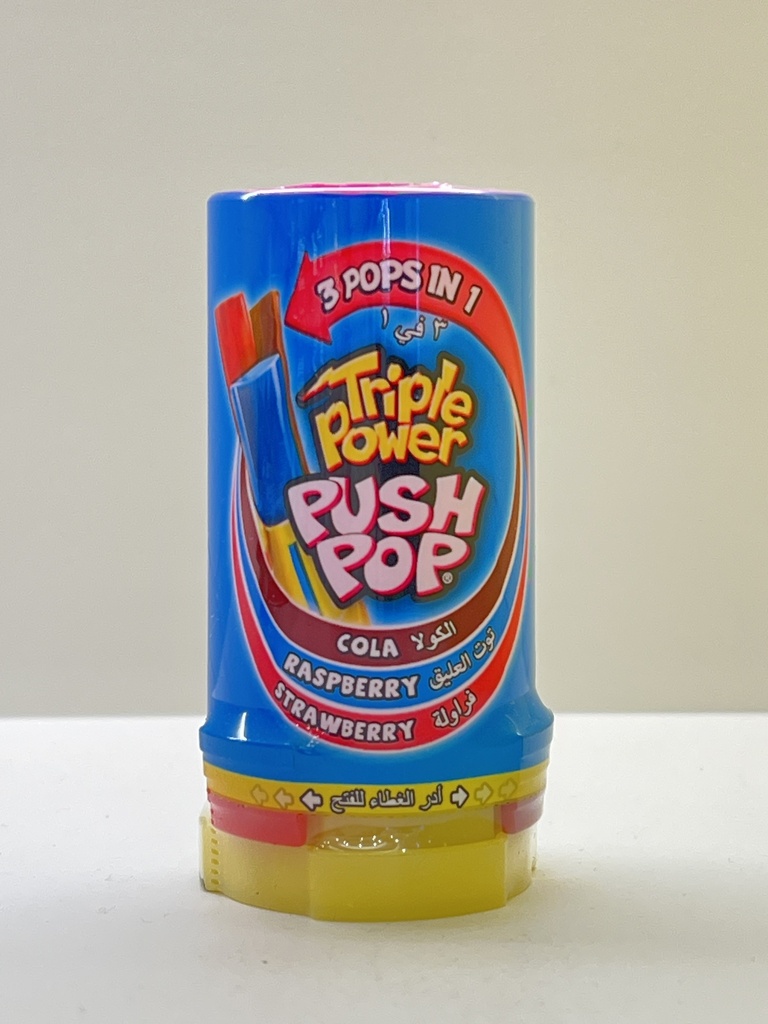 3 POPS IN 1
٣ في ١
Triple
Power
PUSH
POP®
COLA الكولا
RASPBERRY توت العليق
STRAWBERRY فراولة
أدر الغطاء للفتح